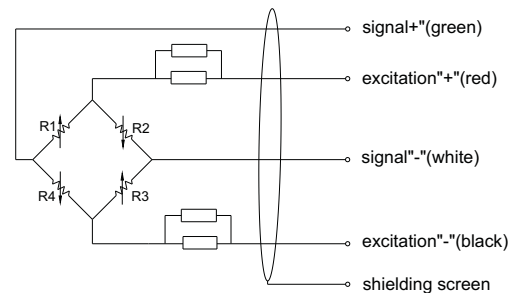 signal+"(green)
excitation"+"(red)
R1
R2
signal"-"(white)
R4
R3
excitation"-"(black)
shielding screen